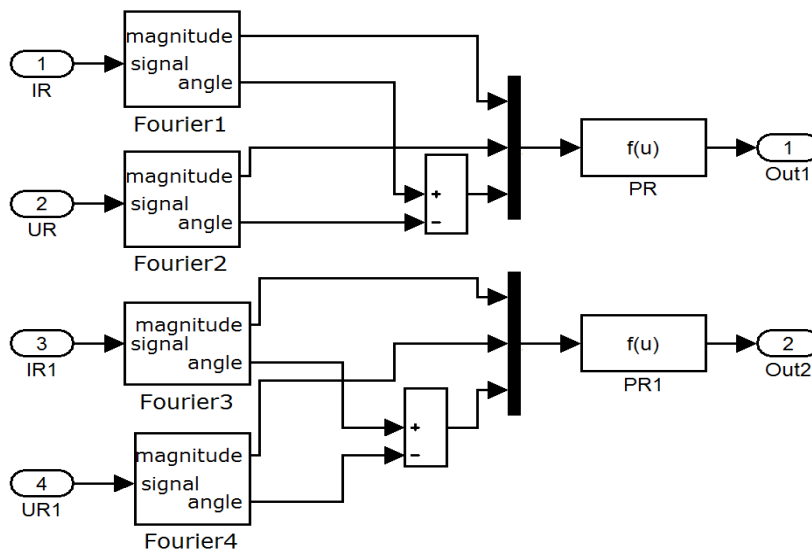 magnitude
1
signal
IR
angle
Fourier1
magnitude
2
signal
UR
angle
Fourier2
+
−
f(u)
PR
1
Out1
magnitude
3
signal
IR1
angle
Fourier3
magnitude
4
signal
UR1
angle
Fourier4
+
−
f(u)
PR1
2
Out2